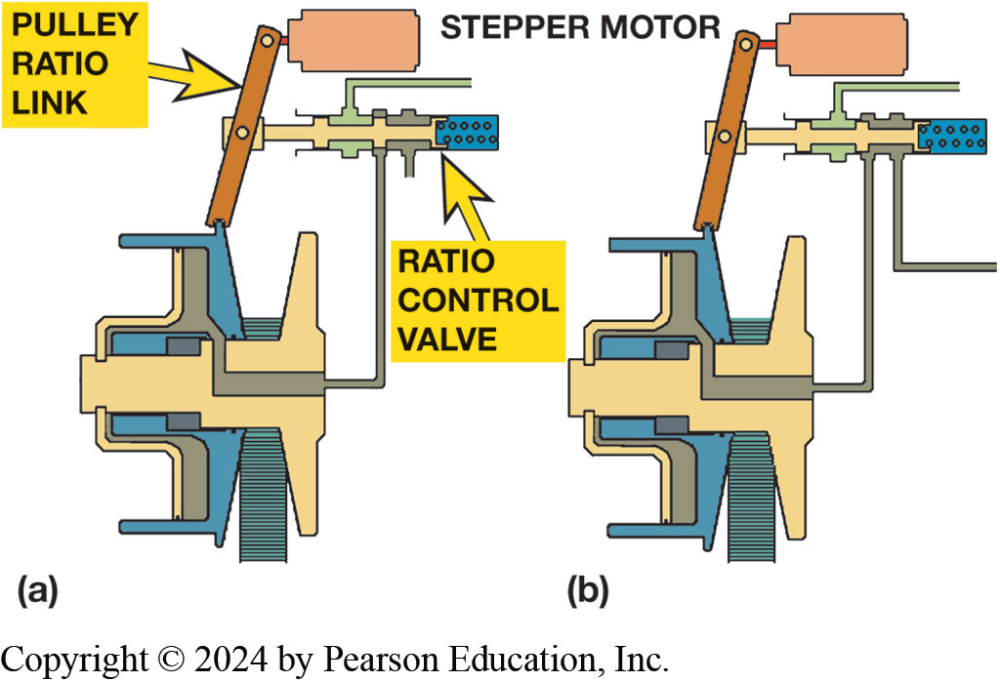 PULLEY
RATIO
LINK
STEPPER MOTOR
RATIO
CONTROL
VALVE
(a)
(b)
Copyright © 2024 by Pearson Education, Inc.